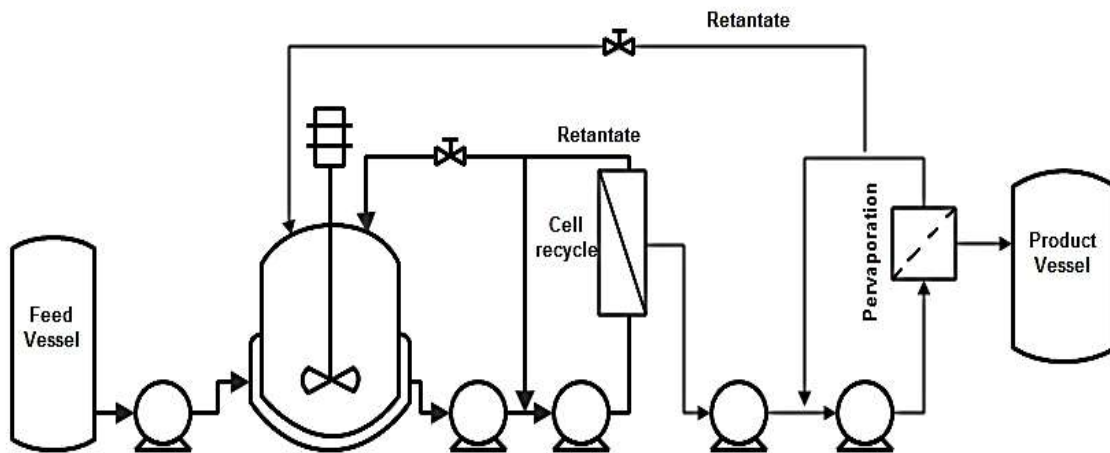 Retantate
Retantate
Cell
recycle
Pervaporation
Product
Vessel
Feed
Vessel